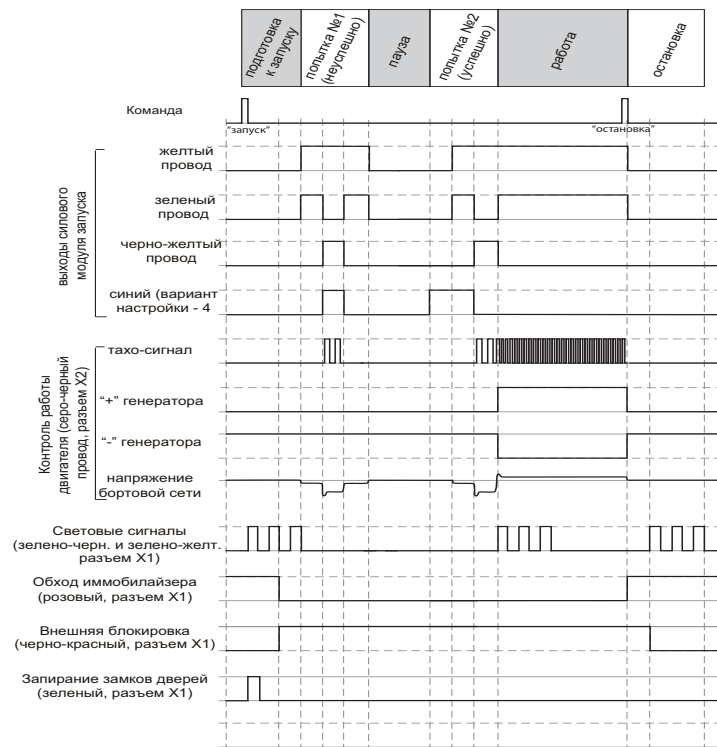 подготовка
к запуску
попытка №1
(неуспешно)
пауза
попытка №2
(успешно)
работа
остановка
Команда
"запуск"
"остановка"
выходы силового
модуля запуска
желтый
провод
зеленый
провод
черно-желтый
провод
синий (вариант
настройки - 4
Контроль работы
двигателя (серо-черный
провод, разъем X2)
тахо-сигнал
"+" генератора
"-" генератора
напряжение
бортовой сети
Световые сигналы
(зелено-черн. и зелено-желт.
разъем X1)
Обход иммобилайзера
(розовый, разъем X1)
Внешняя блокировка
(черно-красный, разъем X1)
Запирание замков дверей
(зеленый, разъем X1)